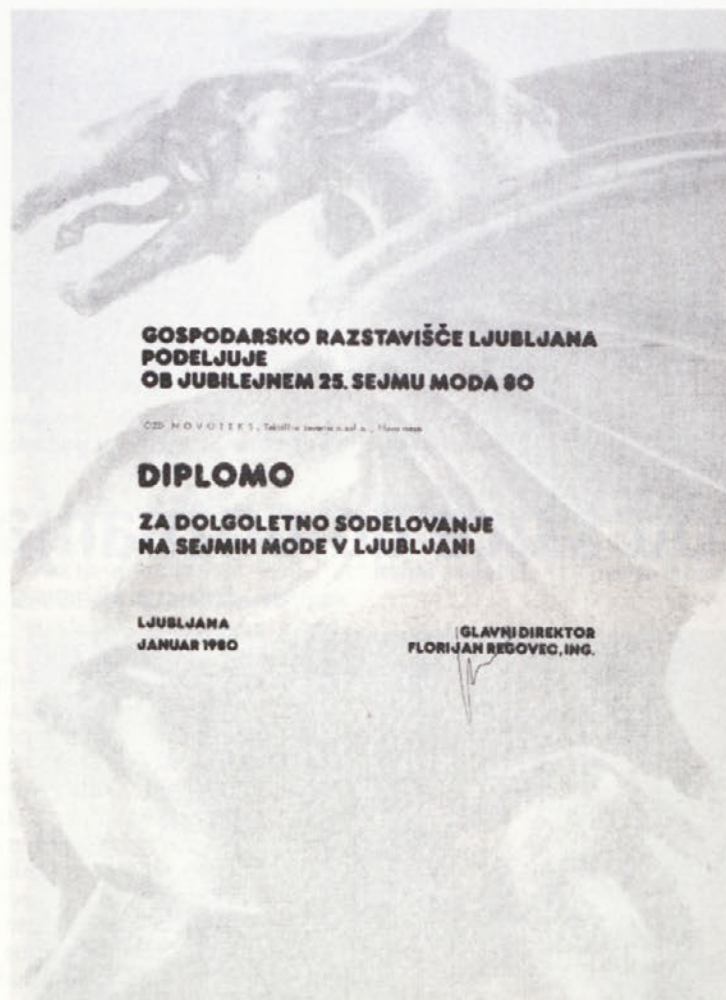 GOSPODARSKO RAZSTAVIŠČE LJUBLJANA
PODELJUJE
OB JUBILEJNEM 25. SEJMU MODA 80
NOVOTEKS,
DIPLOMO
ZA DOLGOLETNO SODELOVANJE
NA SEJMIH MODE V LJUBLJANI
LJUBLJANA
JANUAR 1980
GLAVNI DIREKTOR
FLORIJAN REGOVEC, ING.